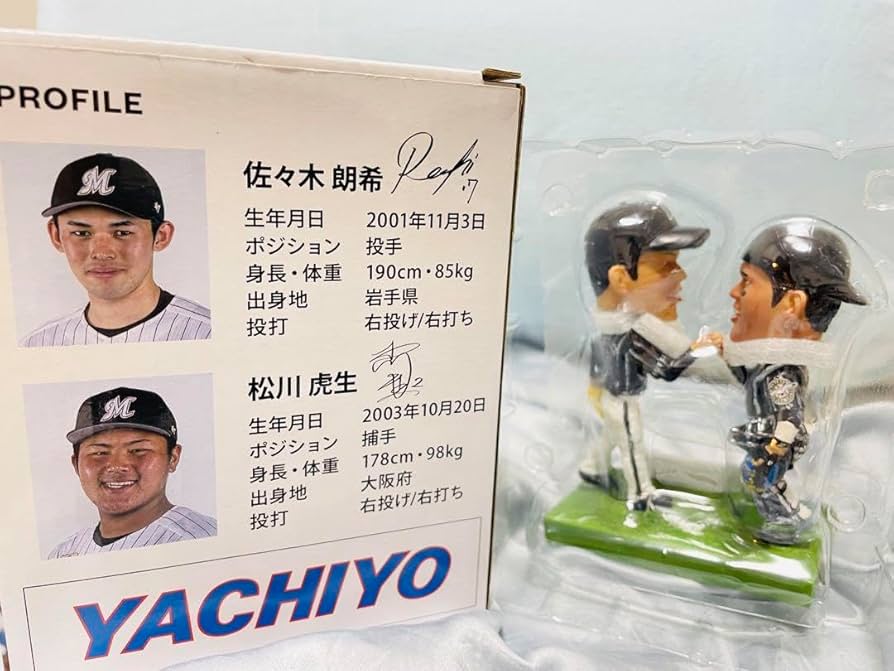 PROFILE
佐々木 朗希
生年月日 2001年11月3日
ポジション 投手
身長・体重 190cm・85kg
出身地 岩手県
投打 右投げ/右打ち
松川 虎生
生年月日 2003年10月20日
ポジション 捕手
身長・体重 178cm・98kg
出身地 大阪府
投打 右投げ/右打ち
YACHIYO
M
M